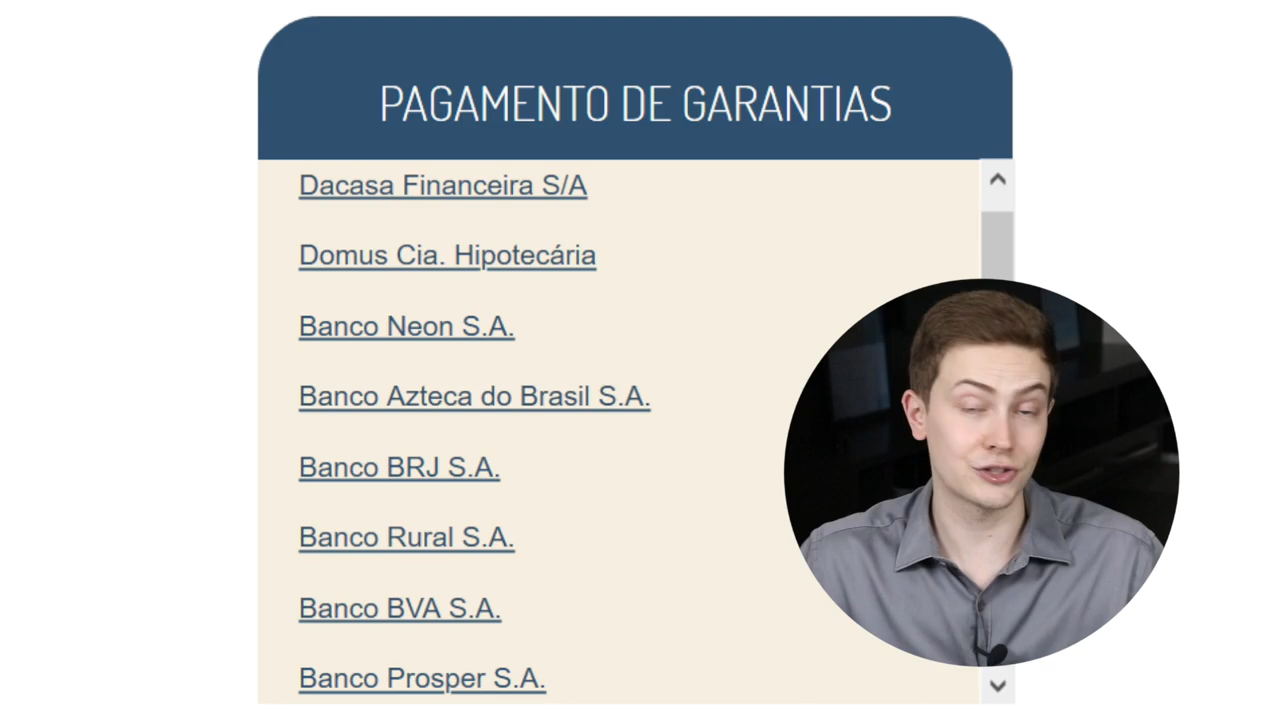 PAGAMENTO DE GARANTIAS
Dacasa Financeira S/A
Domus Cia. Hipotecária
Banco Neon S.A.
Banco Azteca do Brasil S.A.
Banco BRJ S.A.
Banco Rural S.A.
Banco BVA S.A.
Banco Prosper S.A.